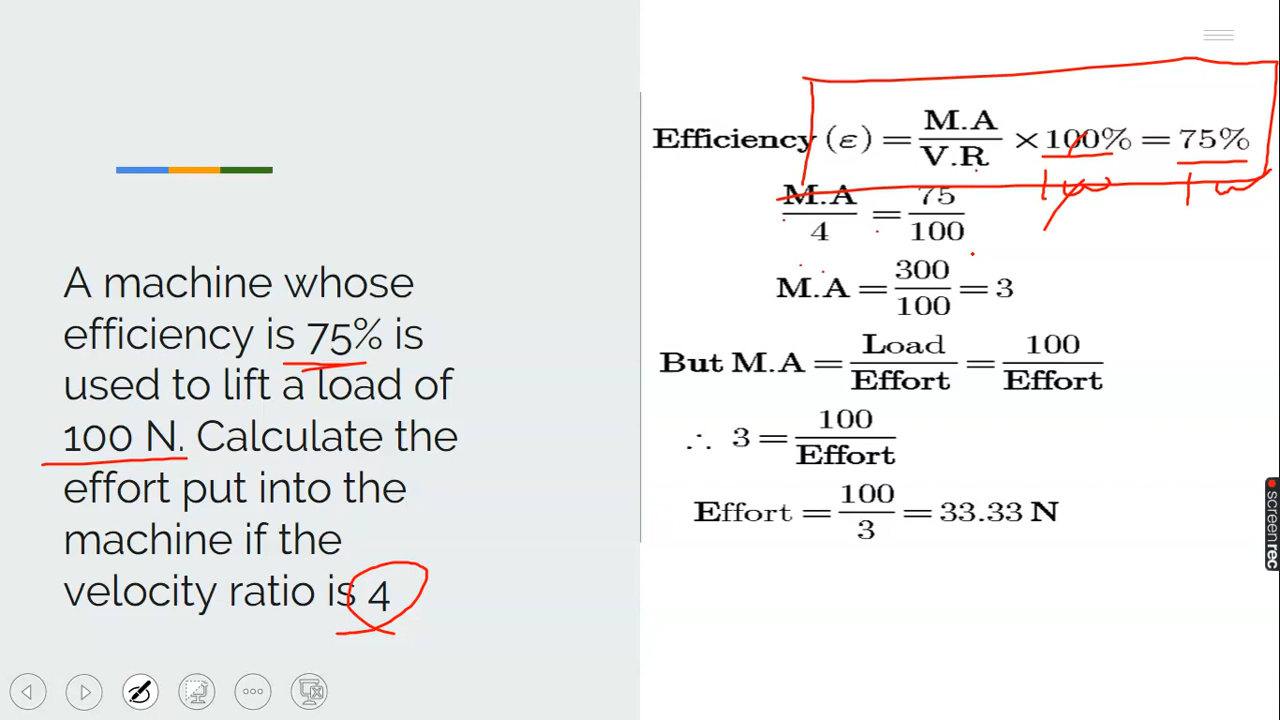 A machine whose
efficiency is 75% is
used to lift a load of
100 N. Calculate the
effort put into the
machine if the
velocity ratio is 4
Efficiency (ε) = M.A/V.R × 100% = 75%
100 100
M.A/4 = 75/100
M.A = 300/100 = 3
But M.A = Load/Effort = 100/Effort
∴ 3 = 100/Effort
Effort = 100/3 = 33.33 N
screenrec